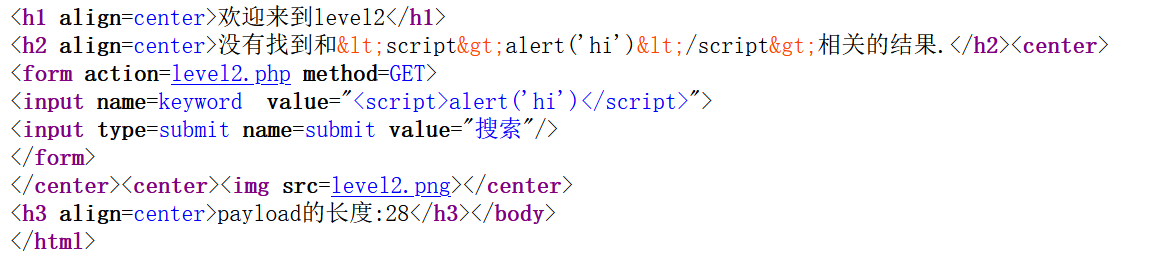 <h1 align=center>欢迎来到level2</h1>
<h2 align=center>没有找到和&lt;script&gt;alert('hi')&lt;/script&gt;相关的结果.</h2><center>
<form action=level2.php method=GET>
<input name=keyword  value="<script>alert('hi')</script>">
<input type=submit name=submit value="搜索"/>
</form>
</center><center><img src=level2.png></center>
<h3 align=center>payload的长度:28</h3></body>
</html>